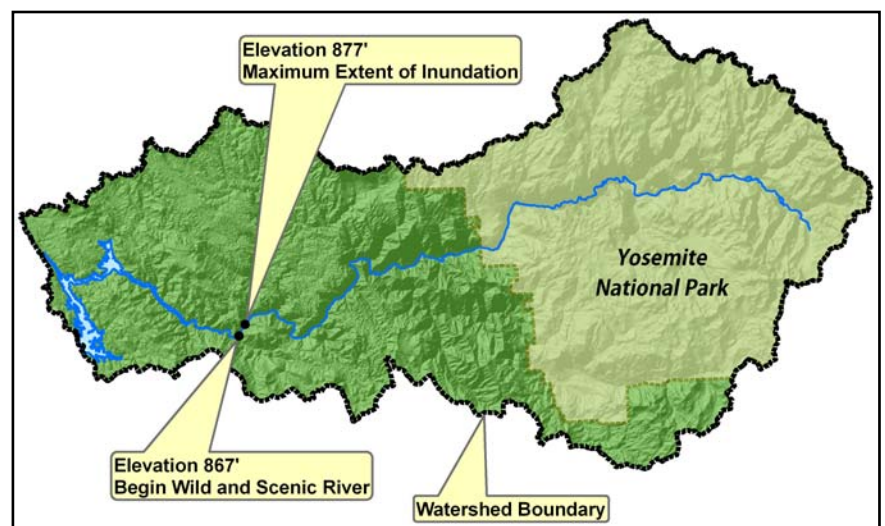 Elevation 877'
Maximum Extent of Inundation
Yosemite
National Park
Elevation 867'
Begin Wild and Scenic River
Watershed Boundary